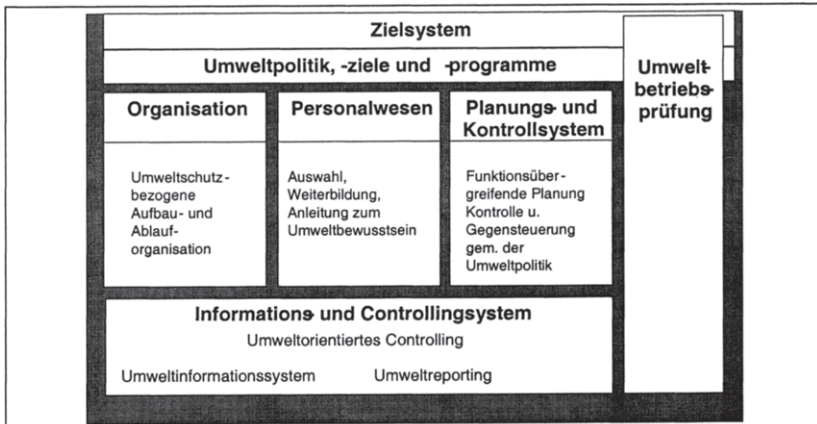 Zielsystem
Umweltpolitik, -ziele und -programme
Umwelt-
betriebs-
prüfung
Organisation
Umweltschutz-
bezogene
Aufbau- und
Ablauf-
organisation
Personalwesen
Auswahl,
Weiterbildung,
Anleitung zum
Umweltbewusstsein
Planungs- und
Kontrollsystem
Funktionsüber-
greifende Planung
Kontrolle u.
Gegensteuerung
gem. der
Umweltpolitik
Informations- und Controllingsystem
Umweltorientiertes Controlling
Umweltinformationssystem Umweltreporting